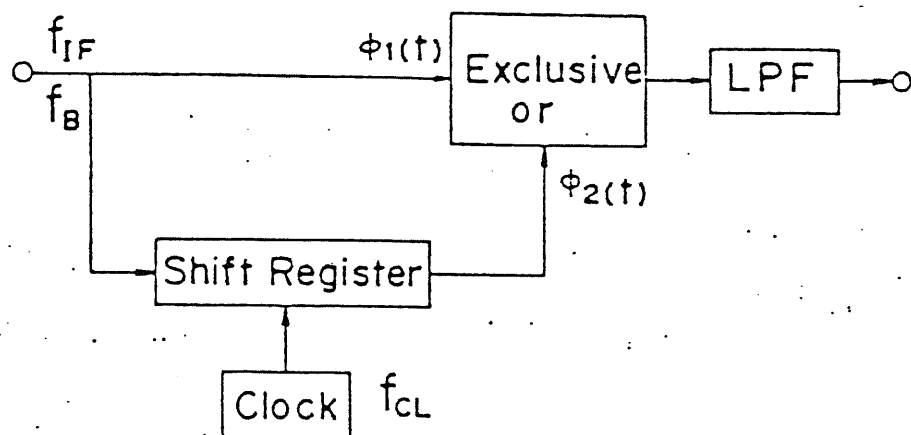 f_IF
f_B
ϕ1(t)
Exclusive
or
LPF
ϕ2(t)
Shift Register
Clock
f_CL